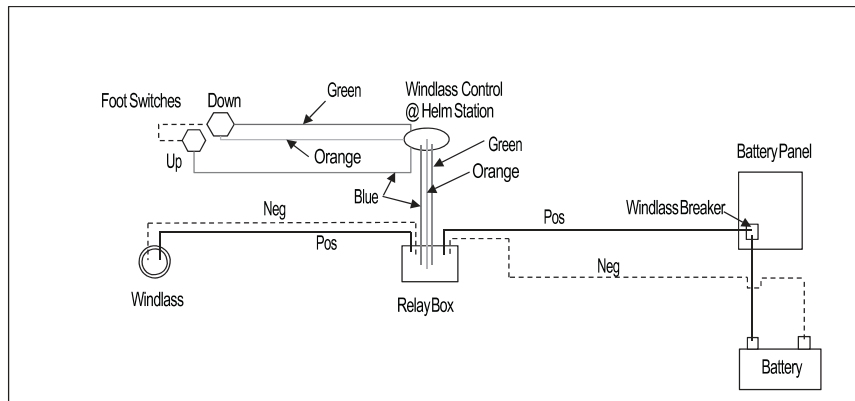 Windlass Control
@ Helm Station
Foot Switches
Down
Green
Up
Orange
Green
Orange
Blue
Battery Panel
Windlass Breaker
Neg
Pos
Pos
Neg
Windlass
Relay Box
Battery